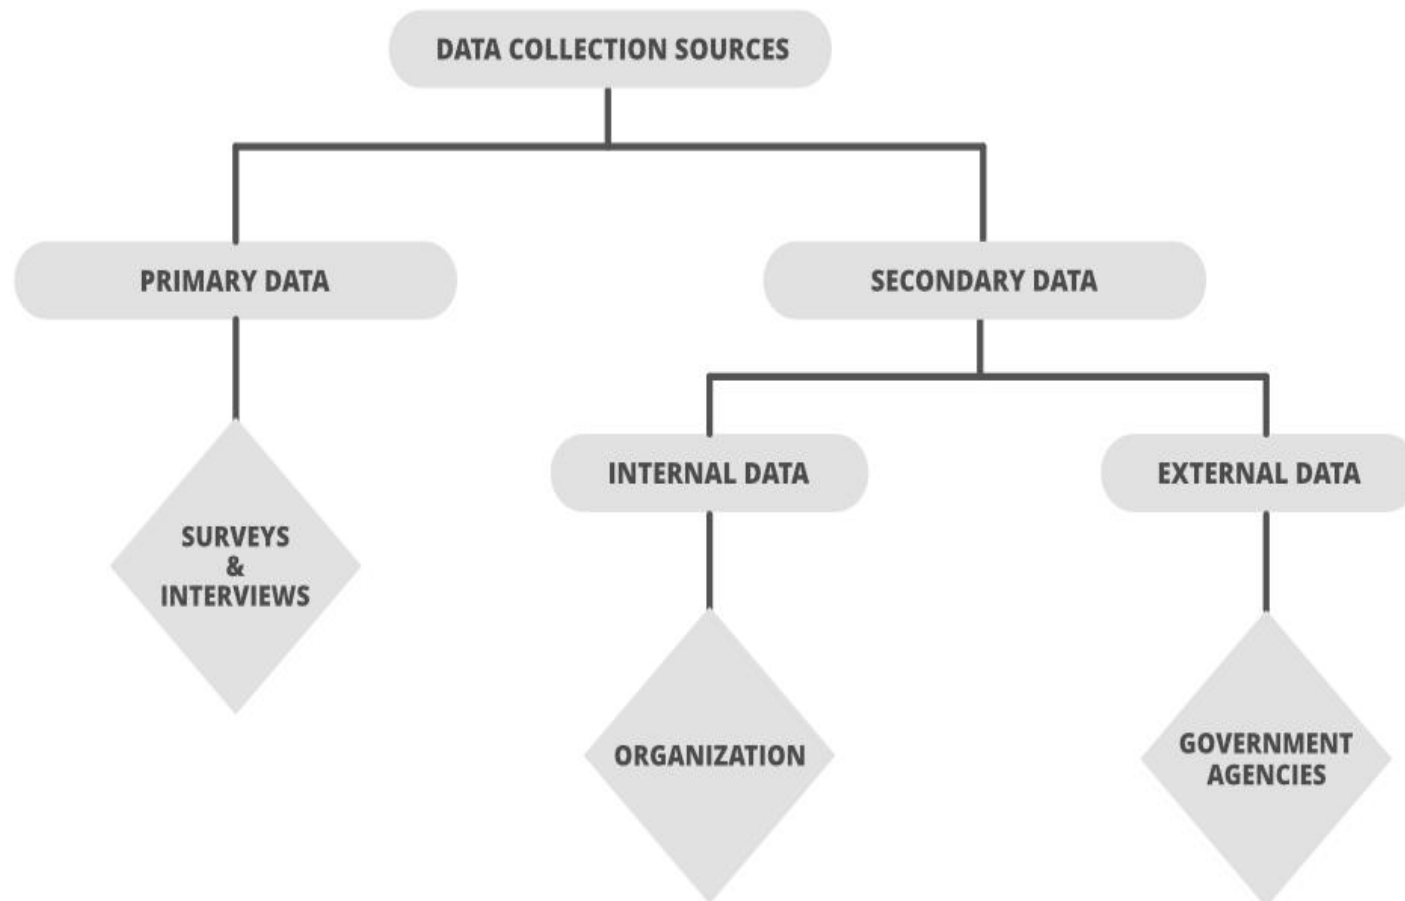 DATA COLLECTION SOURCES
PRIMARY DATA
SECONDARY DATA
INTERNAL DATA
EXTERNAL DATA
SURVEYS
&
INTERVIEWS
ORGANIZATION
GOVERNMENT
AGENCIES